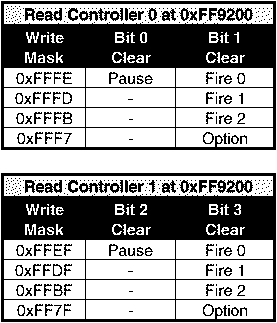 Read Controller 0 at 0xFF9200
Write Mask Bit 0 Clear Bit 1 Clear
0xFFFE Pause Fire 0
0xFFFD - Fire 1
0xFFFB - Fire 2
0xFFF7 - Option
Read Controller 1 at 0xFF9200
Write Mask Bit 2 Clear Bit 3 Clear
0xFFEF Pause Fire 0
0xFFDF - Fire 1
0xFFBF - Fire 2
0xFF7F - Option